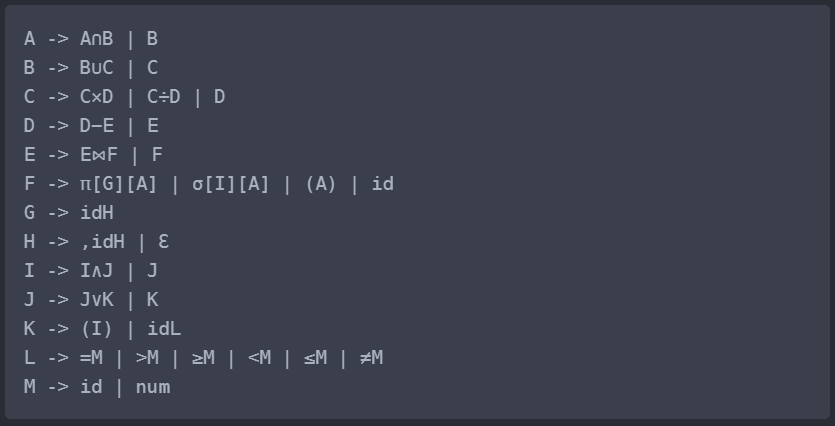 A -> A∩B | B
B -> B∪C | C
C -> C×D | C÷D | D
D -> D−E | E
E -> E⋈F | F
F -> π[G][A] | σ[I][A] | (A) | id
G -> idH
H -> ,idH | Ɛ
I -> I∧J | J
J -> J∨K | K
K -> (I) | idL
L -> =M | >M | ≥M | <M | ≤M | ≠M
M -> id | num